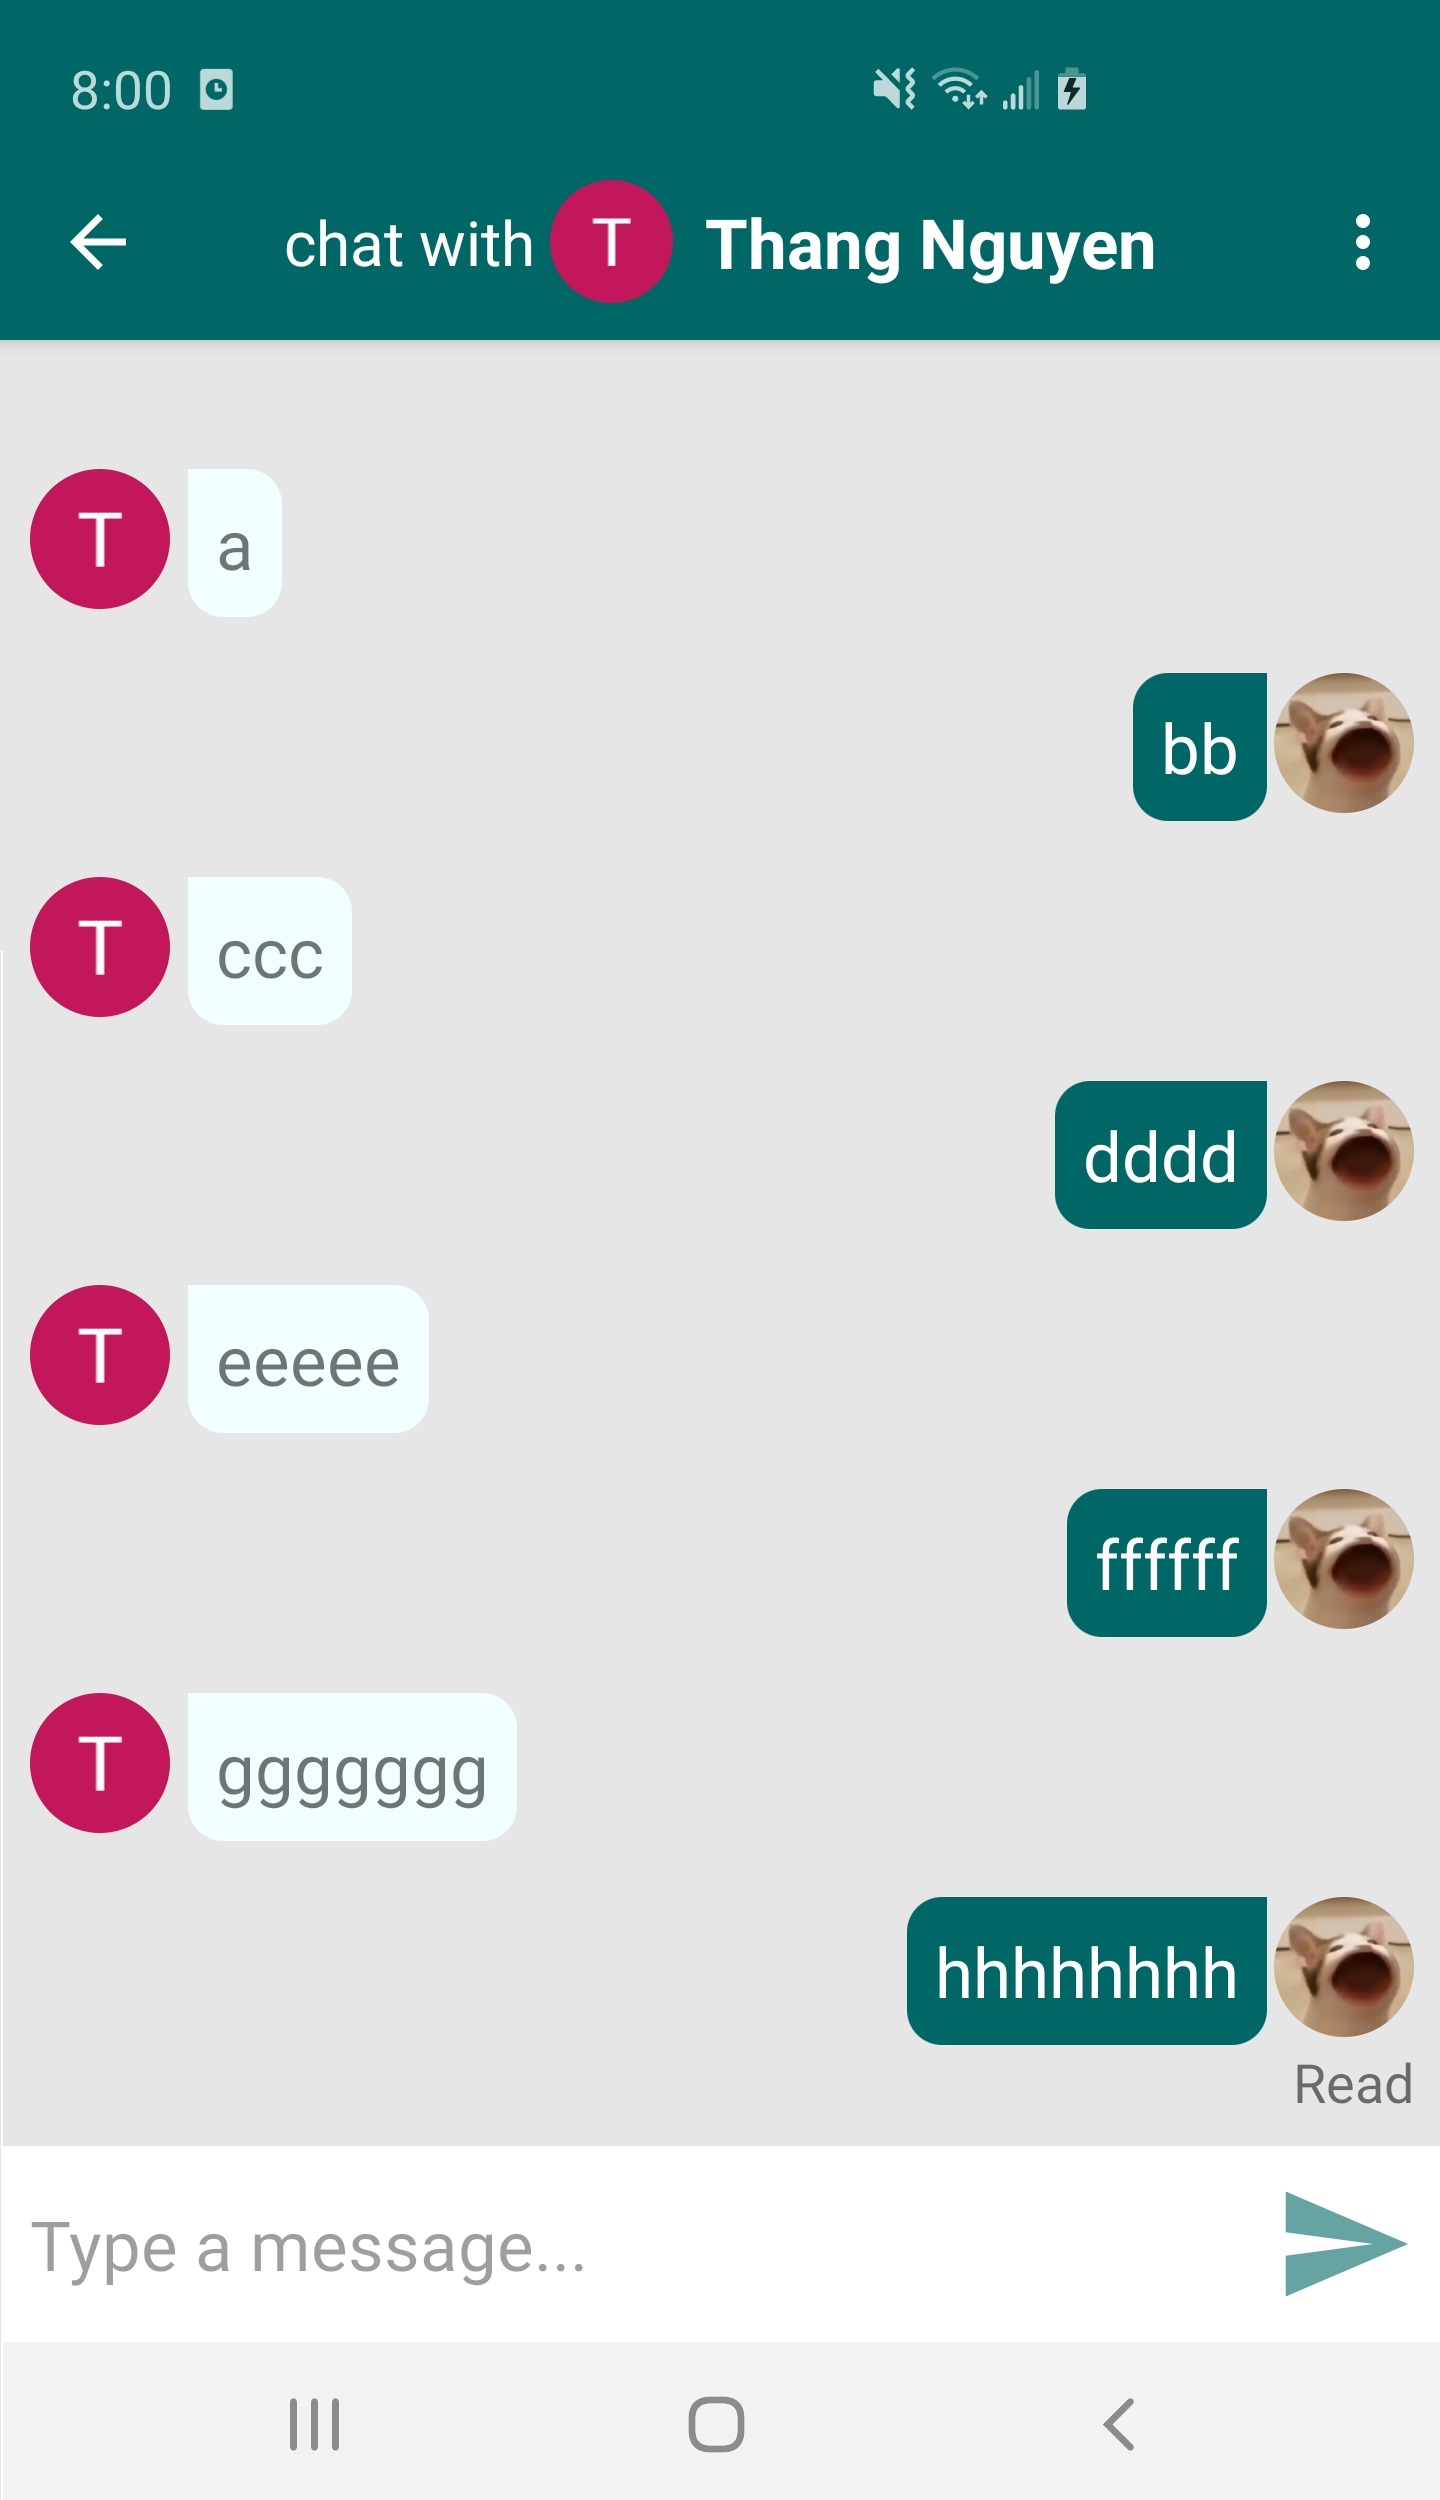 8:00
chat with T Thang Nguyen
T a
bb
T ccc
dddd
T eeeee
ffffff
T ggggggg
hhhhhhhh
Read
Type a message...